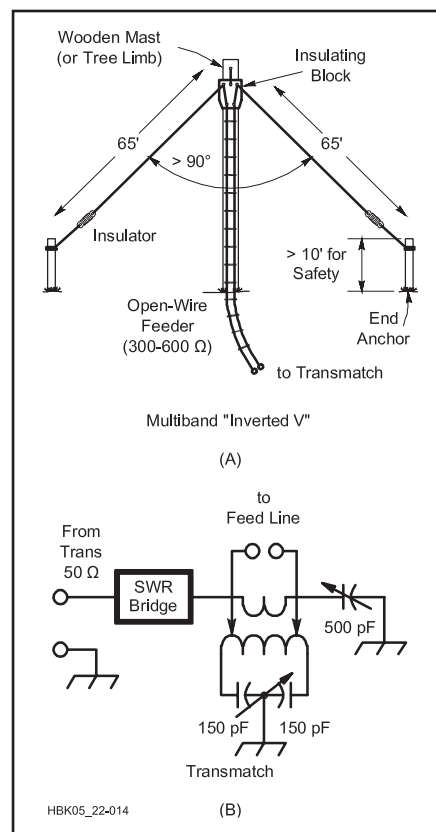 Wooden Mast
(or Tree Limb)
Insulating
Block
65'
65'
> 90°
Insulator
> 10' for
Safety
Open-Wire
Feeder
(300-600 Ω)
End
Anchor
to Transmatch
Multiband "Inverted V"
(A)
to
Feed Line
From
Trans
50 Ω
SWR
Bridge
500 pF
150 pF
150 pF
Transmatch
HBK05_22-014
(B)